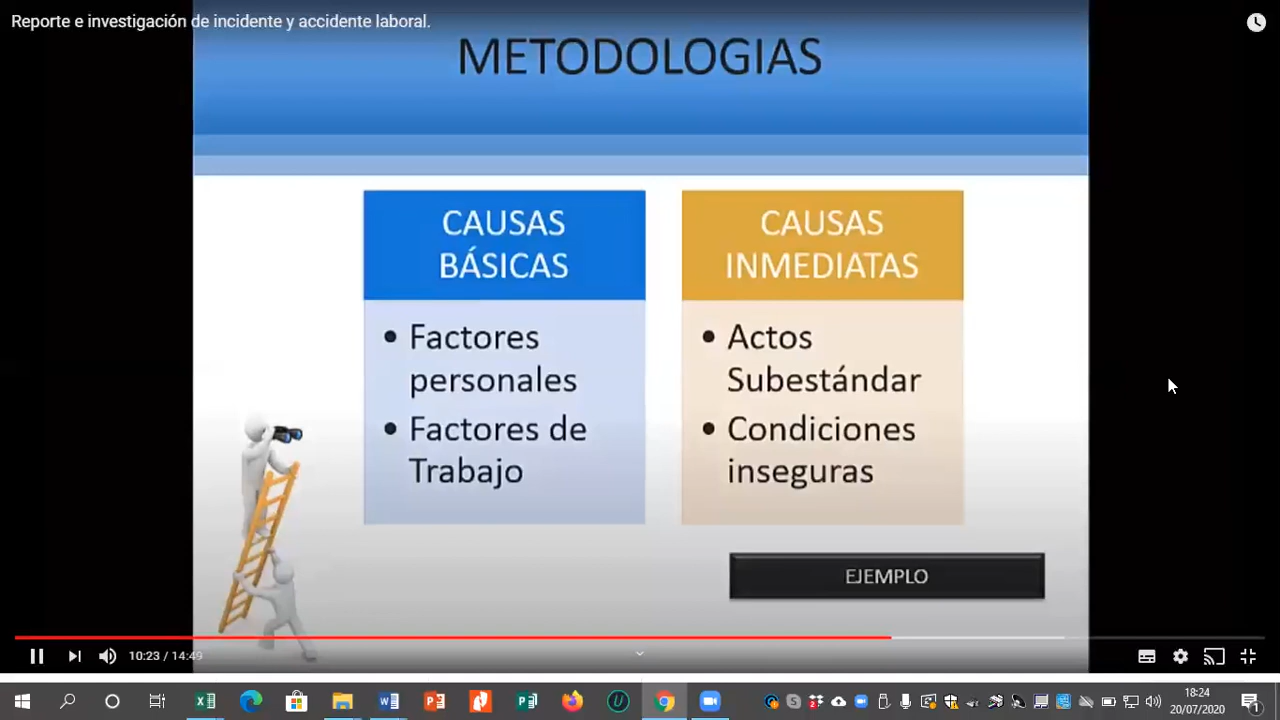 Reporte e investigación de incidente y accidente laboral.
METODOLOGIAS
CAUSAS
BÁSICAS
• Factores
personales
• Factores de
Trabajo
CAUSAS
INMEDIATAS
• Actos
Subestándar
• Condiciones
inseguras
EJEMPLO
10:23 / 14:49
18:24
20/07/2020